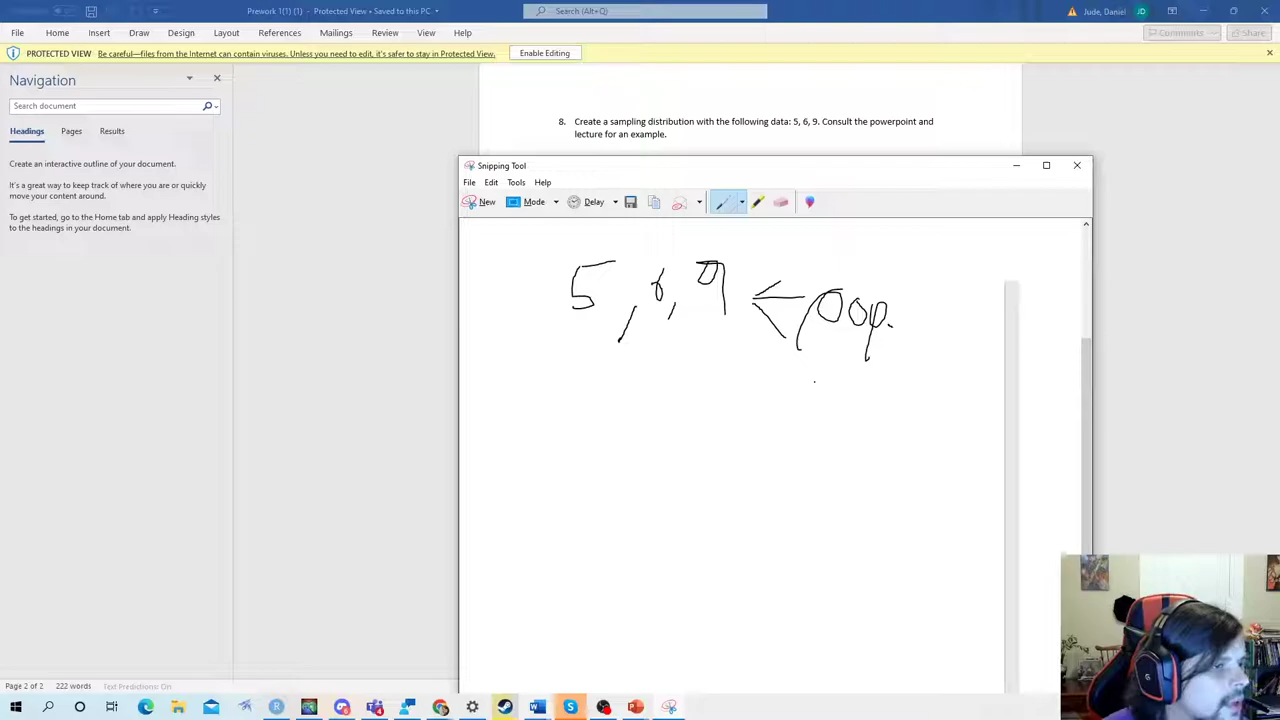 Prework 1(1) (1) - Protected View • Saved to this PC
Search (Alt+Q)
Jude, Daniel
JD
File Home Insert Draw Design Layout References Mailings Review View Help
Comments
Share
PROTECTED VIEW Be careful—files from the Internet can contain viruses. Unless you need to edit, it's safer to stay in Protected View.
Enable Editing
Navigation
Search document
Headings Pages Results
Create an interactive outline of your document.
It's a great way to keep track of where you are or quickly
move your content around.
To get started, go to the Home tab and apply Heading styles
to the headings in your document.
8. Create a sampling distribution with the following data: 5, 6, 9. Consult the powerpoint and
lecture for an example.
Snipping Tool
File Edit Tools Help
New Mode Delay
5, 6, 9 ← pop.
Page 2 of 2 222 words Text Predictions: On